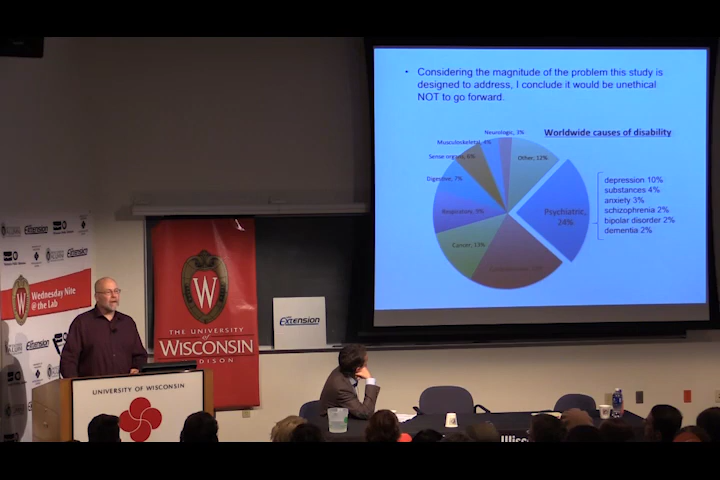 • Considering the magnitude of the problem this study is
designed to address, I conclude it would be unethical
NOT to go forward.
Worldwide causes of disability
Neurologic, 3%
Musculoskeletal, 4%
Sense organs, 6%
Other, 12%
Digestive, 7%
Respiratory, 9%
Psychiatric,
24%
Cancer, 13%
depression 10%
substances 4%
anxiety 3%
schizophrenia 2%
bipolar disorder 2%
dementia 2%
W
THE UNIVERSITY
of
WISCONSIN
MADISON
Extension
Wednesday Nite
@ the Lab
W
Extension
UNIVERSITY OF WISCONSIN